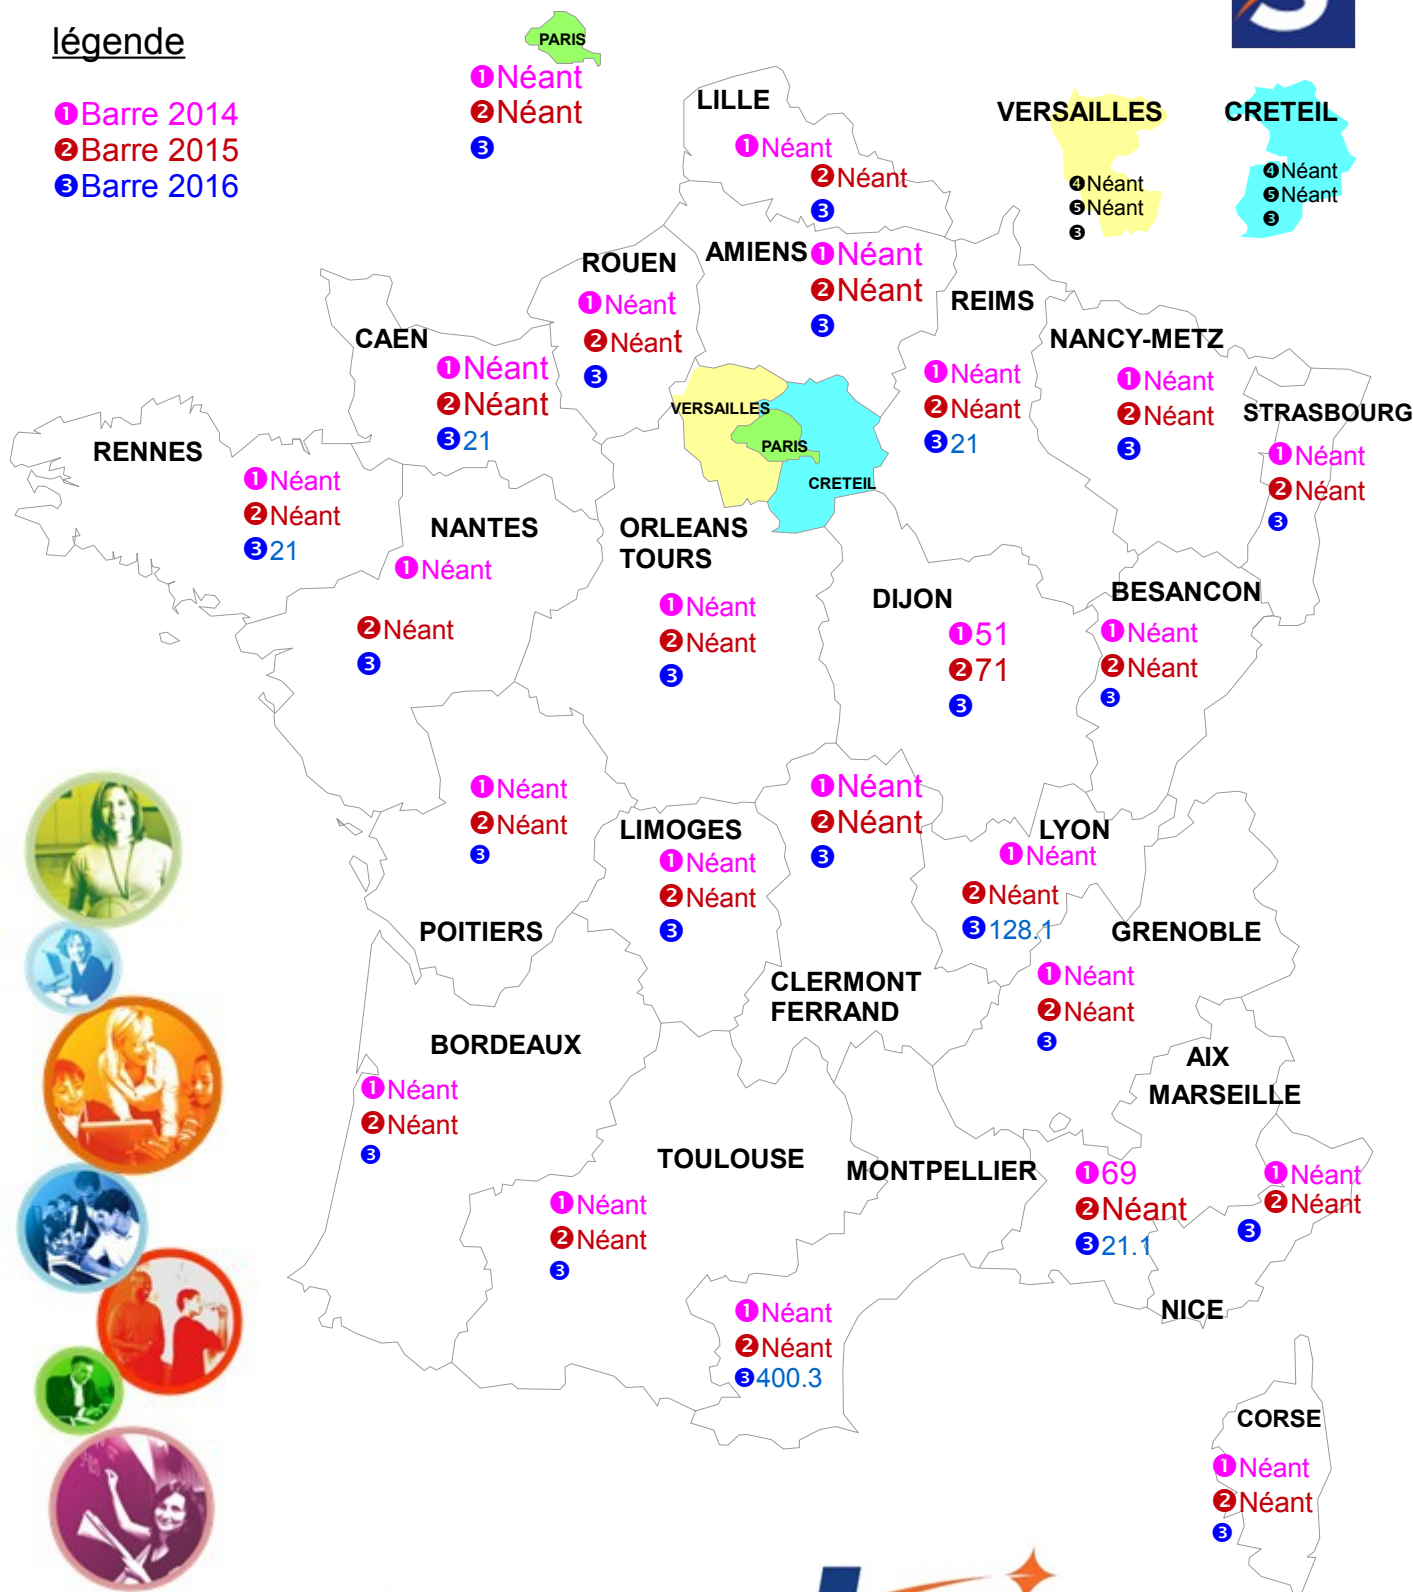 légende
❶Barre 2014
❷Barre 2015
❸Barre 2016
PARIS
❶Néant
❷Néant
❸
LILLE
❶Néant
❷Néant
❸
VERSAILLES
❹Néant
❺Néant
❸
CRETEIL
❹Néant
❺Néant
❸
ROUEN
❶Néant
❷Néant
❸
AMIENS
❶Néant
❷Néant
❸
REIMS
❶Néant
❷Néant
❸21
CAEN
❶Néant
❷Néant
❸21
NANCY-METZ
❶Néant
❷Néant
❸
STRASBOURG
❶Néant
❷Néant
❸
VERSAILLES
PARIS
CRETEIL
RENNES
❶Néant
❷Néant
❸21
NANTES
❶Néant
❷Néant
❸
ORLEANS
TOURS
❶Néant
❷Néant
❸
DIJON
❶51
❷71
❸
BESANCON
❶Néant
❷Néant
❸
❶Néant
❷Néant
❸
POITIERS
LIMOGES
❶Néant
❷Néant
❸
❶Néant
❷Néant
❸
CLERMONT
FERRAND
LYON
❶Néant
❷Néant
❸128.1
GRENOBLE
❶Néant
❷Néant
❸
BORDEAUX
❶Néant
❷Néant
❸
AIX
MARSEILLE
❶69
❷Néant
❸21.1
TOULOUSE
❶Néant
❷Néant
❸
MONTPELLIER
❶Néant
❷Néant
❸400.3
❶Néant
❷Néant
❸
NICE
CORSE
❶Néant
❷Néant
❸